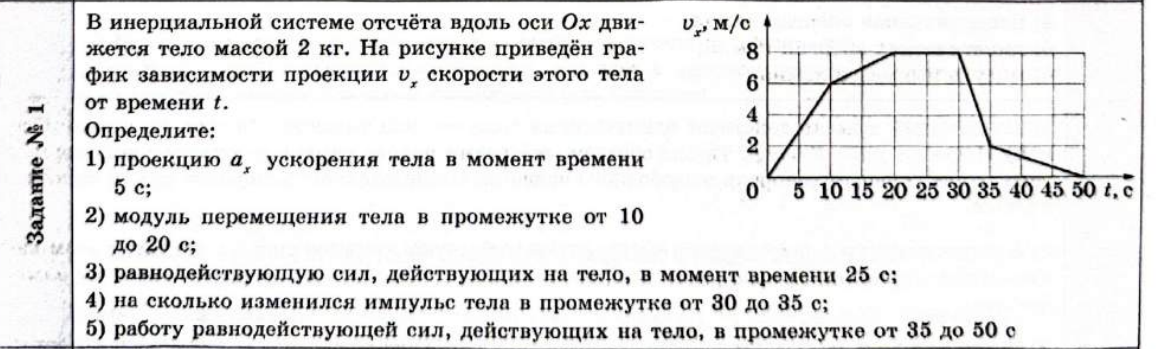 Задание № 1
В инерциальной системе отсчёта вдоль оси Ox дви-
жется тело массой 2 кг. На рисунке приведён гра-
фик зависимости проекции vₓ скорости этого тела
от времени t.
Определите:
1) проекцию aₓ ускорения тела в момент времени
5 с;
2) модуль перемещения тела в промежутке от 10
до 20 с;
3) равнодействующую сил, действующих на тело, в момент времени 25 с;
4) на сколько изменился импульс тела в промежутке от 30 до 35 с;
5) работу равнодействующей сил, действующих на тело, в промежутке от 35 до 50 с
vₓ, м/с
8
6
4
2
0 5 10 15 20 25 30 35 40 45 50 t, с